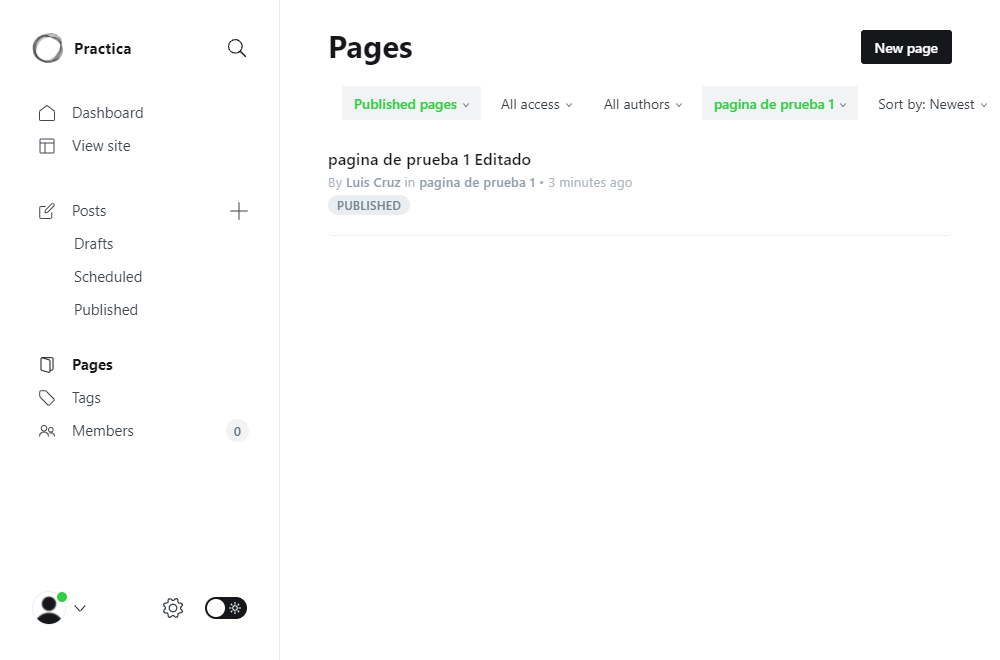 Practica
Dashboard
View site
Posts
Drafts
Scheduled
Published
Pages
Tags
Members
0
Pages
New page
Published pages
All access
All authors
pagina de prueba 1
Sort by: Newest
pagina de prueba 1 Editado
By Luis Cruz in pagina de prueba 1 • 3 minutes ago
PUBLISHED